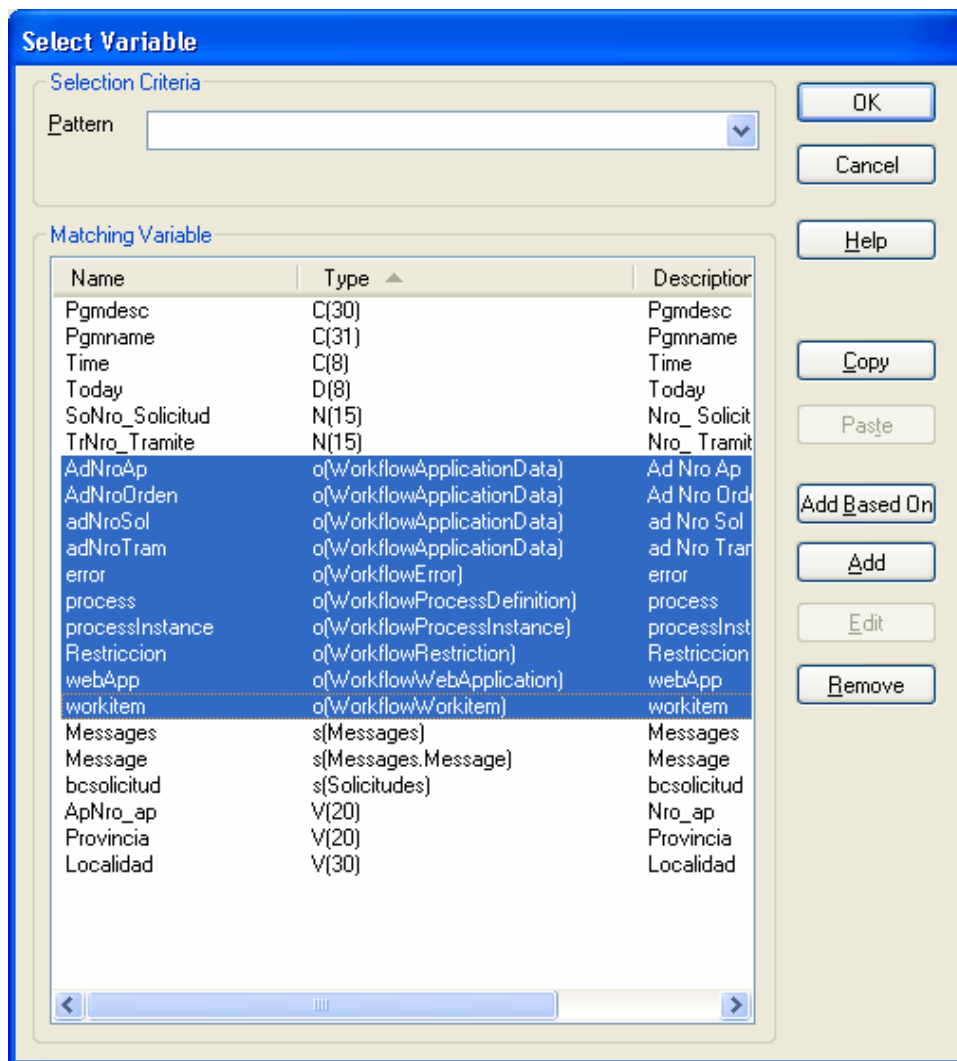 Select Variable
Selection Criteria
Pattern
OK
Cancel
Help
Matching Variable
Name Type Description
Pgmdesc C(30) Pgmdesc
Pgmname C(31) Pgmname
Time C(8) Time
Today D(8) Today
SoNro_Solicitud N(15) Nro_ Solicit
TrNro_Tramite N(15) Nro_ Tramit
AdNroAp o(WorkflowApplicationData) Ad Nro Ap
AdNroOrden o(WorkflowApplicationData) Ad Nro Orde
adNroSol o(WorkflowApplicationData) ad Nro Sol
adNroTram o(WorkflowApplicationData) ad Nro Tram
error o(WorkflowError) error
process o(WorkflowProcessDefinition) process
processInstance o(WorkflowProcessInstance) processInst
Restriccion o(WorkflowRestriction) Restriccion
webApp o(WorkflowWebApplication) webApp
workitem o(WorkflowWorkitem) workitem
Messages s(Messages) Messages
Message s(Messages.Message) Message
bcsolicitud s(Solicitudes) bcsolicitud
ApNro_ap V(20) Nro_ap
Provincia V(20) Provincia
Localidad V(30) Localidad
Copy
Paste
Add Based On
Add
Edit
Remove